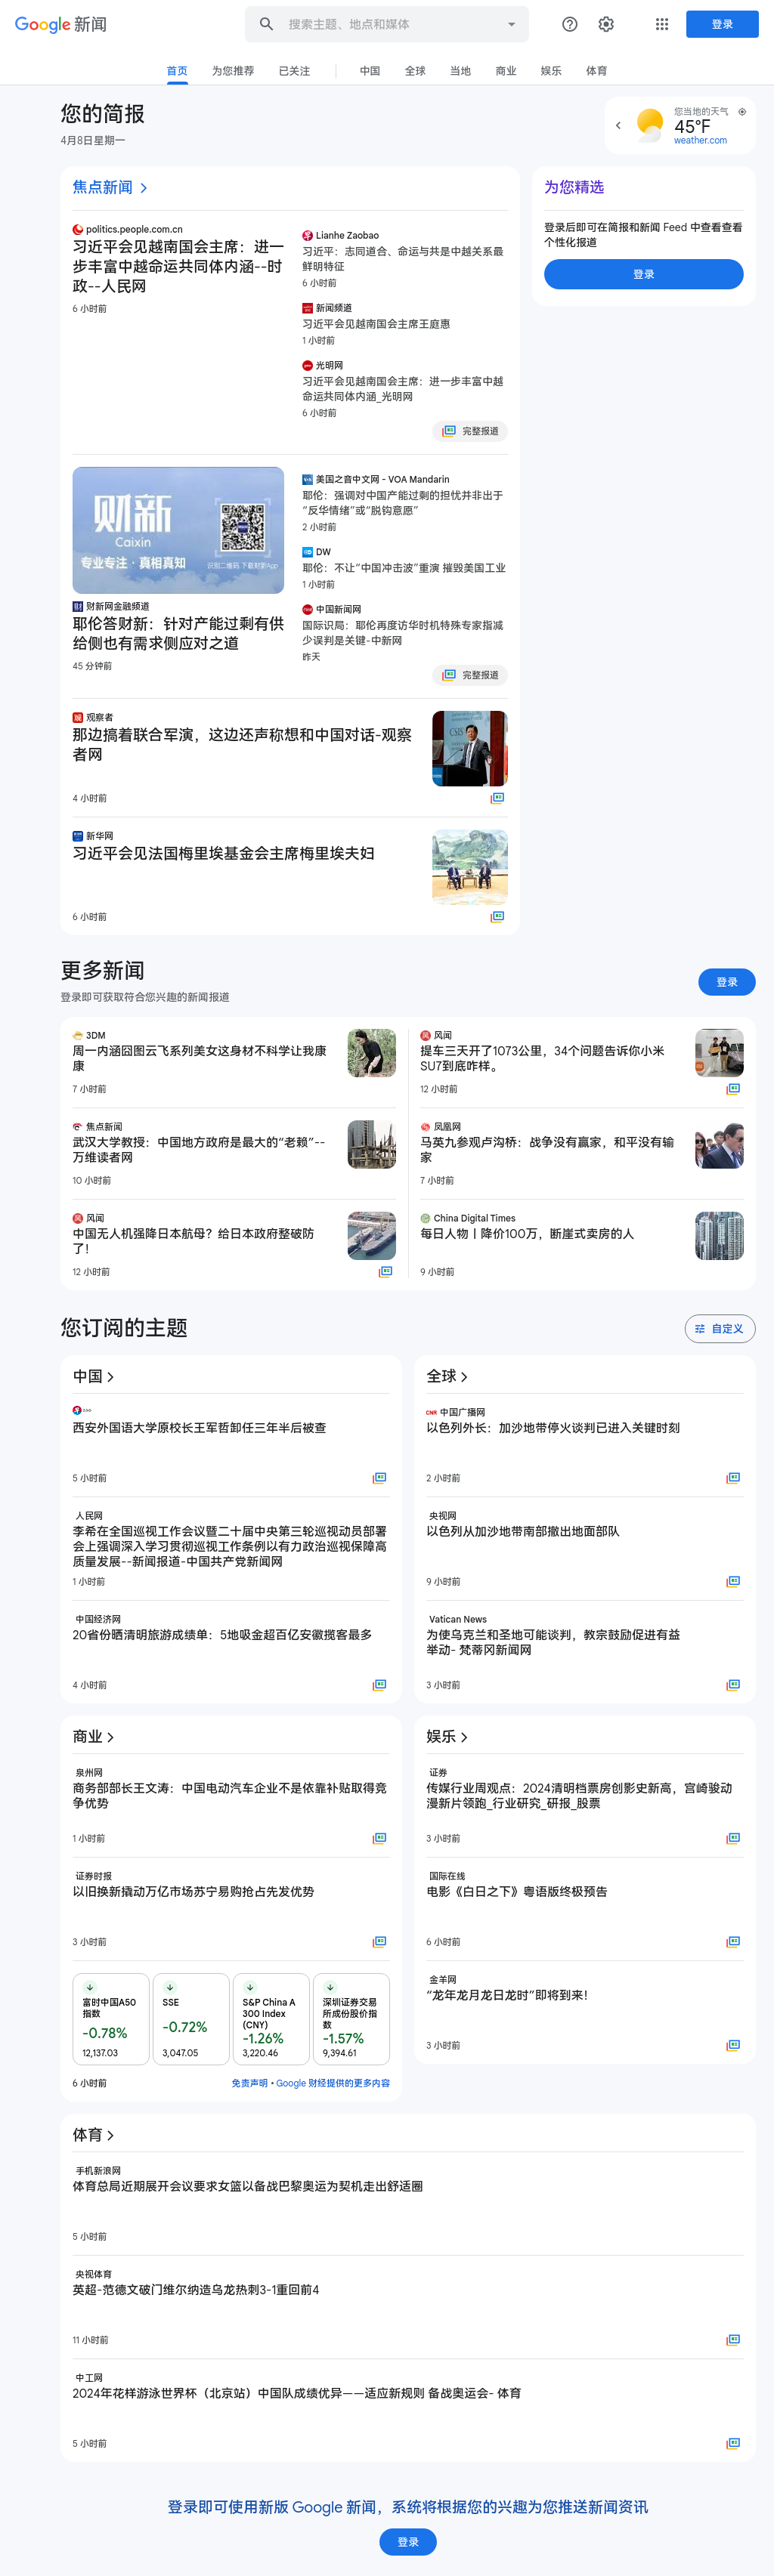 Google 新闻
搜索主题、地点和媒体
登录
首页
为您推荐
已关注
中国
全球
当地
商业
娱乐
体育
您的简报
4月8日星期一
您当地的天气
45°F
weather.com
焦点新闻
politics.people.com.cn
习近平会见越南国会主席：进一
步丰富中越命运共同体内涵--时
政--人民网
6 小时前
Lianhe Zaobao
习近平：志同道合、命运与共是中越关系最
鲜明特征
6 小时前
新闻频道
习近平会见越南国会主席王庭惠
1 小时前
光明网
习近平会见越南国会主席：进一步丰富中越
命运共同体内涵_光明网
6 小时前
完整报道
财新
Caixin
专业专注·真相真知
识别二维码,下载财新App
财新网金融频道
耶伦答财新：针对产能过剩有供
给侧也有需求侧应对之道
45 分钟前
美国之音中文网 - VOA Mandarin
耶伦：强调对中国产能过剩的担忧并非出于
“反华情绪”或“脱钩意愿”
2 小时前
DW
耶伦：不让“中国冲击波”重演 摧毁美国工业
1 小时前
中国新闻网
国际识局：耶伦再度访华时机特殊专家指减
少误判是关键-中新网
昨天
完整报道
观察者
那边搞着联合军演，这边还声称想和中国对话-观察
者网
4 小时前
CSIS
新华网
习近平会见法国梅里埃基金会主席梅里埃夫妇
6 小时前
为您精选
登录后即可在简报和新闻 Feed 中查看查看
个性化报道
登录
更多新闻
登录即可获取符合您兴趣的新闻报道
登录
3DM
周一内涵囧图云飞系列美女这身材不科学让我康
康
7 小时前
焦点新闻
武汉大学教授：中国地方政府是最大的“老赖”--
万维读者网
10 小时前
风闻
中国无人机强降日本航母？给日本政府整破防
了！
12 小时前
风闻
提车三天开了1073公里，34个问题告诉你小米
SU7到底咋样。
12 小时前
凤凰网
马英九参观卢沟桥：战争没有赢家，和平没有输
家
7 小时前
China Digital Times
每日人物丨降价100万，断崖式卖房的人
9 小时前
您订阅的主题
自定义
中国
西安外国语大学原校长王军哲卸任三年半后被查
5 小时前
人民网
李希在全国巡视工作会议暨二十届中央第三轮巡视动员部署
会上强调深入学习贯彻巡视工作条例以有力政治巡视保障高
质量发展--新闻报道-中国共产党新闻网
1 小时前
中国经济网
20省份晒清明旅游成绩单：5地吸金超百亿安徽揽客最多
4 小时前
全球
中国广播网
以色列外长：加沙地带停火谈判已进入关键时刻
2 小时前
央视网
以色列从加沙地带南部撤出地面部队
9 小时前
Vatican News
为使乌克兰和圣地可能谈判，教宗鼓励促进有益
举动- 梵蒂冈新闻网
3 小时前
商业
泉州网
商务部部长王文涛：中国电动汽车企业不是依靠补贴取得竞
争优势
1 小时前
证券时报
以旧换新撬动万亿市场苏宁易购抢占先发优势
3 小时前
富时中国A50
指数
-0.78%
12,137.03
SSE
-0.72%
3,047.05
S&P China A
300 Index
(CNY)
-1.26%
3,220.46
深圳证券交易
所成份股价指
数
-1.57%
9,394.61
6 小时前
免责声明 • Google 财经提供的更多内容
娱乐
证券
传媒行业周观点：2024清明档票房创影史新高，宫崎骏动
漫新片领跑_行业研究_研报_股票
3 小时前
国际在线
电影《白日之下》粤语版终极预告
6 小时前
金羊网
“龙年龙月龙日龙时”即将到来！
3 小时前
体育
手机新浪网
体育总局近期展开会议要求女篮以备战巴黎奥运为契机走出舒适圈
5 小时前
央视体育
英超-范德文破门维尔纳造乌龙热刺3-1重回前4
11 小时前
中工网
2024年花样游泳世界杯（北京站）中国队成绩优异——适应新规则 备战奥运会- 体育
5 小时前
登录即可使用新版 Google 新闻，系统将根据您的兴趣为您推送新闻资讯
登录